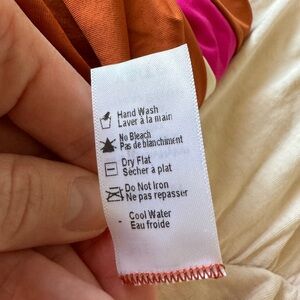 Hand Wash
Laver à la main
No Bleach
Pas de blanchiment
Dry Flat
Sécher à plat
Do Not Iron
Ne pas repasser
Cool Water
Eau froide